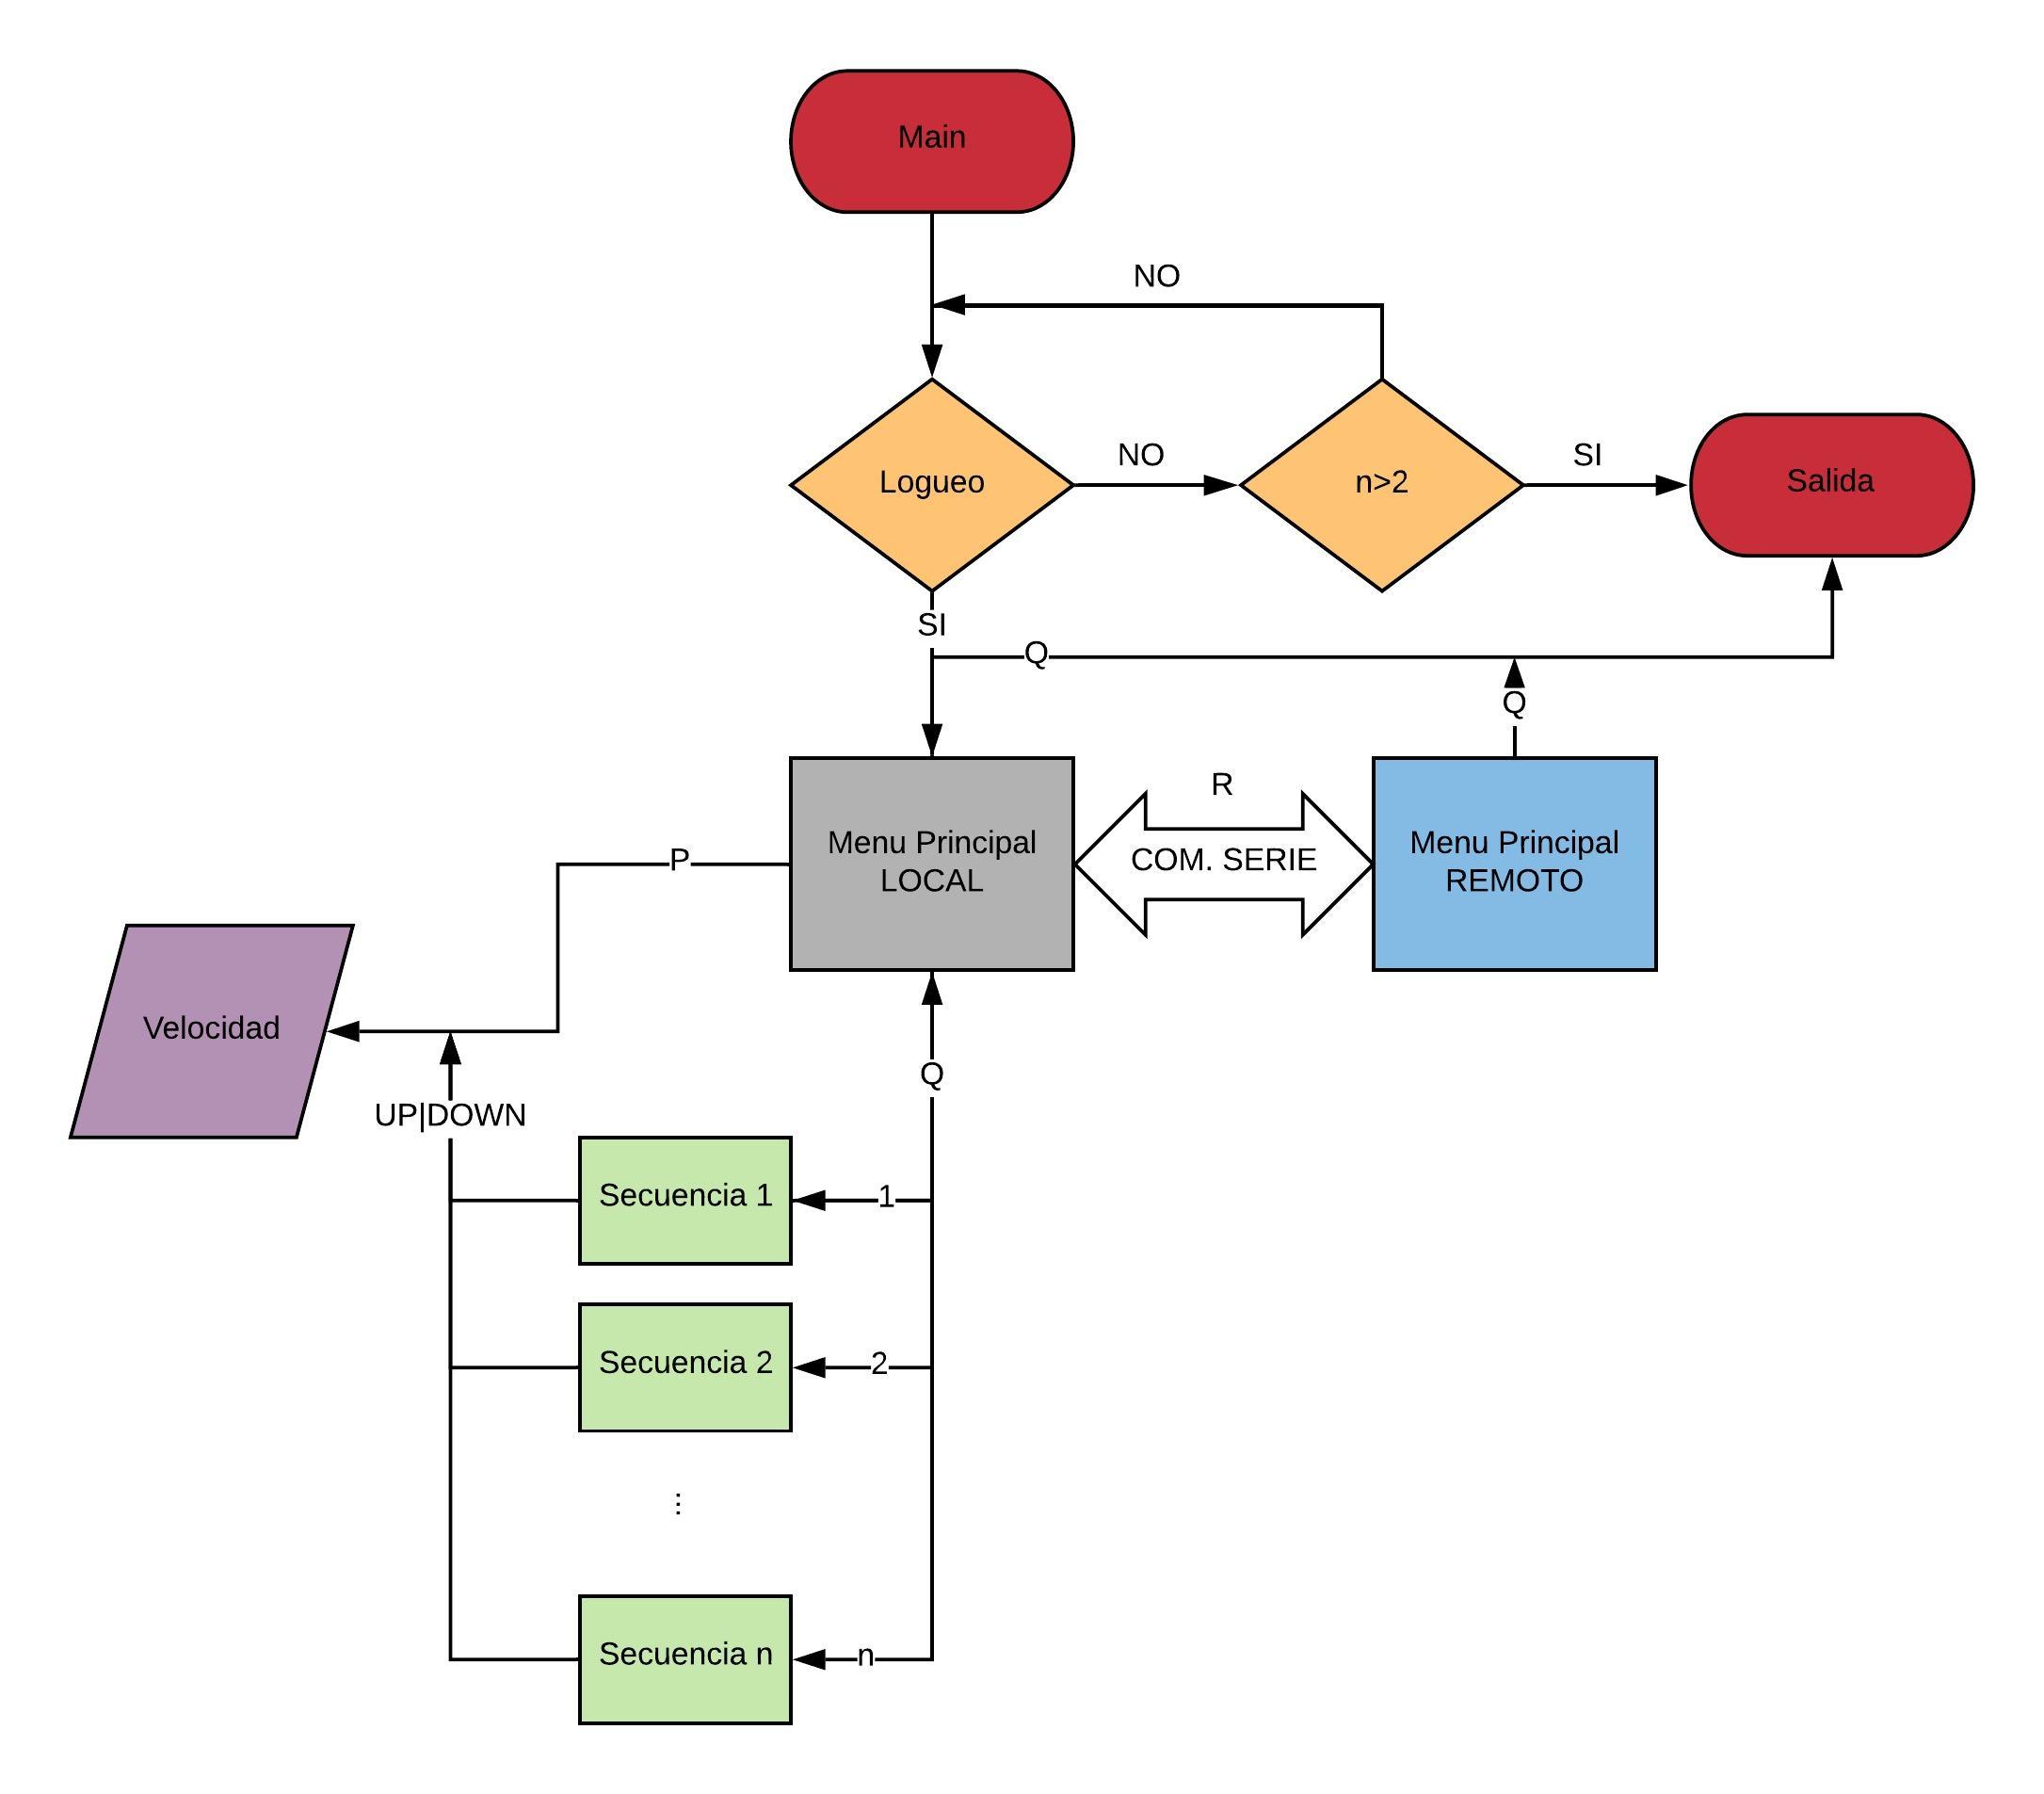 Main
NO
Logueo
NO
n>2
SI
Salida
SI
Q
Q
R
Menu Principal
LOCAL
COM. SERIE
Menu Principal
REMOTO
P
Velocidad
Q
UP|DOWN
Secuencia 1
1
Secuencia 2
2
...
Secuencia n
n